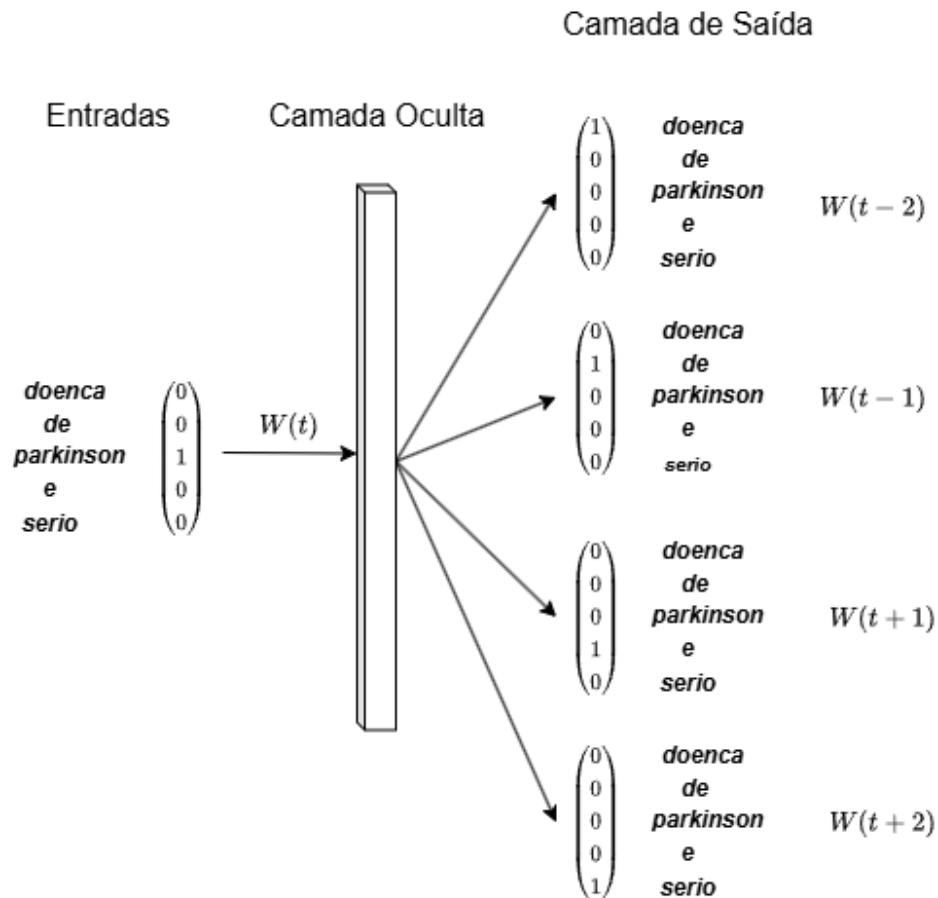 Camada de Saída
Entradas
Camada Oculta
1 doenca
0 de
0 parkinson
0 e
0 serio
W(t − 2)
0 doenca
1 de
0 parkinson
0 e
0 serio
W(t − 1)
doenca 0
de 0
parkinson 1
e 0
serio 0
W(t)
0 doenca
0 de
0 parkinson
1 e
0 serio
W(t + 1)
0 doenca
0 de
0 parkinson
0 e
1 serio
W(t + 2)